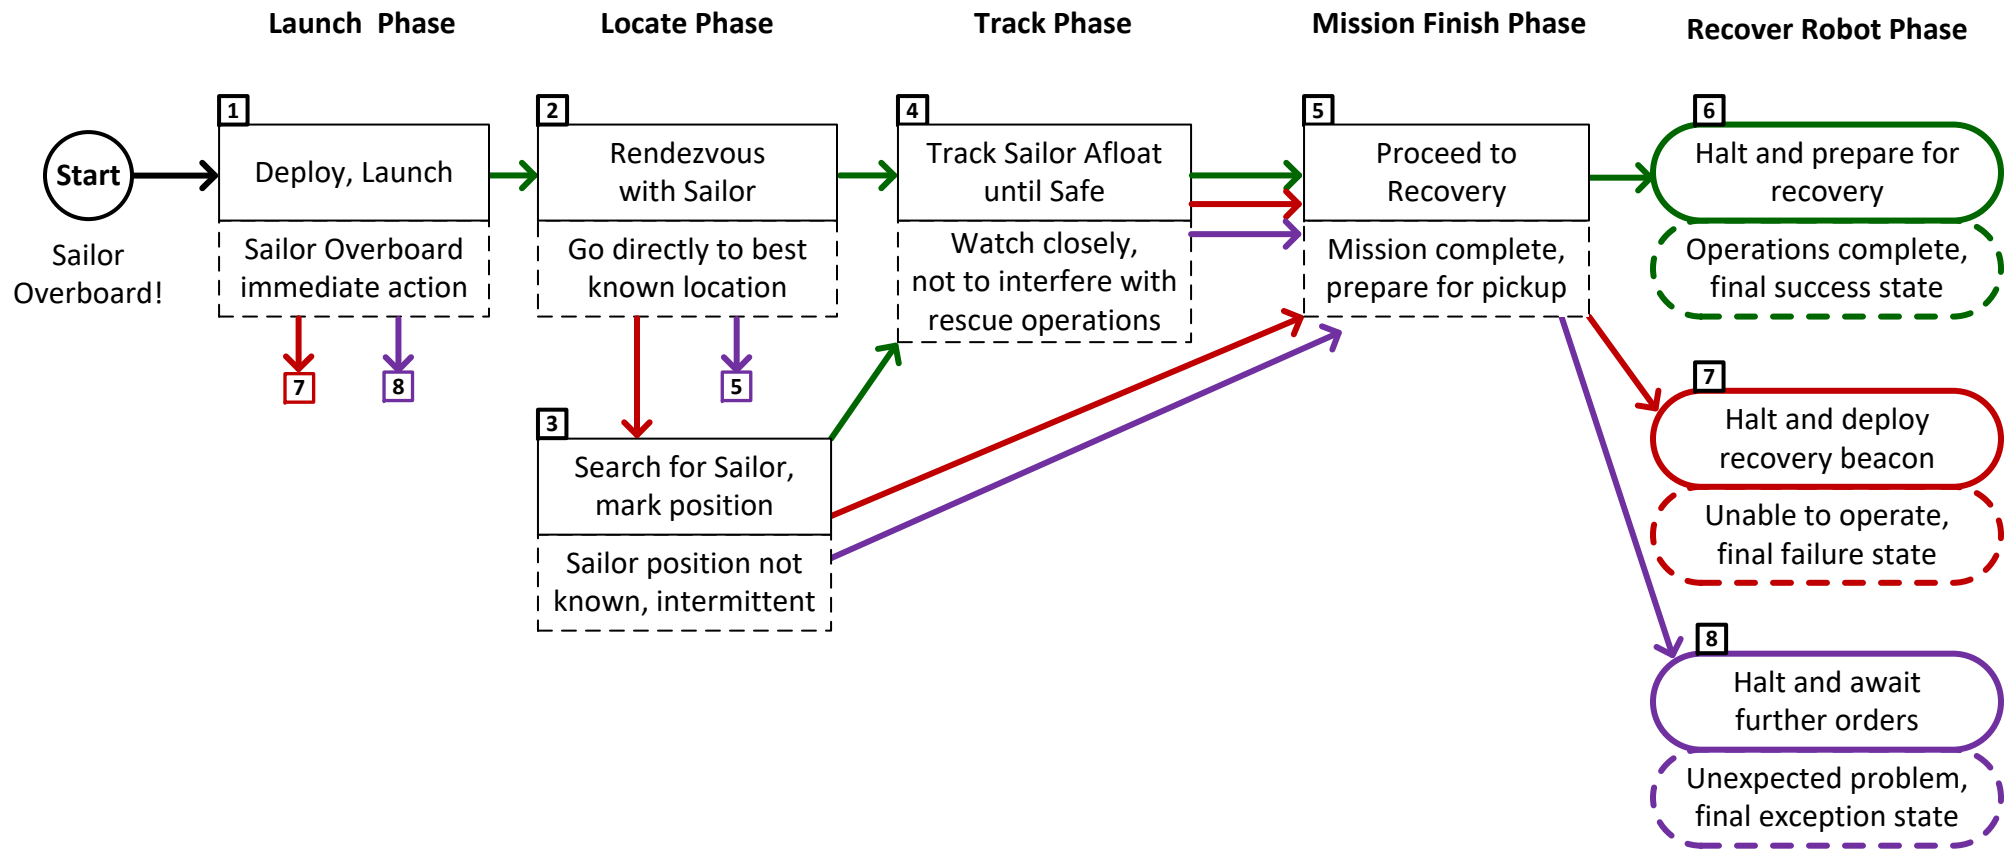 Launch  Phase
Locate Phase
Track Phase
Mission Finish Phase
Recover Robot Phase
Start
Sailor
Overboard!
1
Deploy, Launch
Sailor Overboard
immediate action
7
8
2
Rendezvous
with Sailor
Go directly to best
known location
5
3
Search for Sailor,
mark position
Sailor position not
known, intermittent
4
Track Sailor Afloat
until Safe
Watch closely,
not to interfere with
rescue operations
5
Proceed to
Recovery
Mission complete,
prepare for pickup
6
Halt and prepare for
recovery
Operations complete,
final success state
7
Halt and deploy
recovery beacon
Unable to operate,
final failure state
8
Halt and await
further orders
Unexpected problem,
final exception state